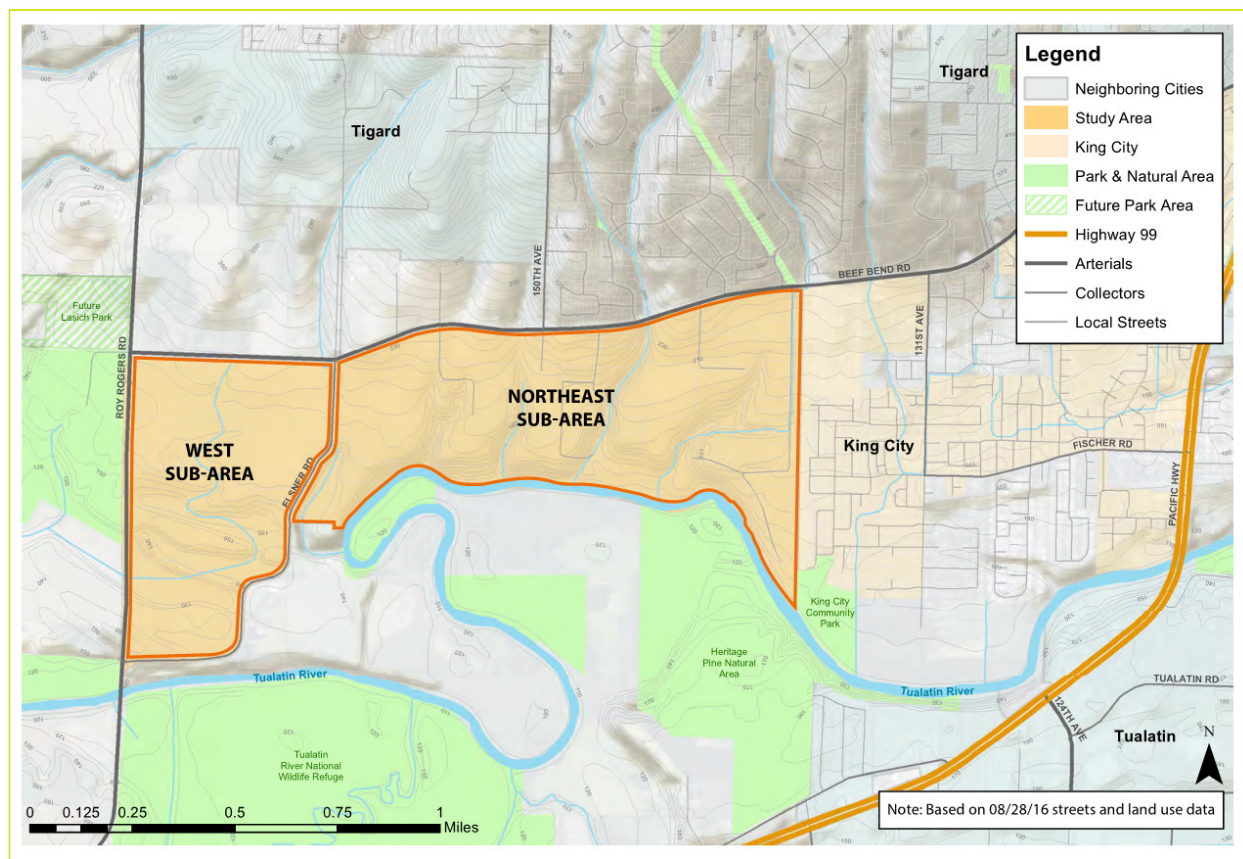 Tigard
Tigard
Legend
Neighboring Cities
Study Area
King City
Park & Natural Area
Future Park Area
Highway 99
Arterials
Collectors
Local Streets
150TH AVE
BEEF BEND RD
Future
Lasich Park
ROY ROGERS RD
131ST AVE
NORTHEAST
SUB-AREA
WEST
SUB-AREA
ELSNER RD
King City
FISCHER RD
PACIFIC HWY
King City
Community
Park
Heritage
Pine Natural
Area
Tualatin River
Tualatin River
TUALATIN RD
124TH AVE
Tualatin
N
Tualatin
River National
Wildlife Refuge
0 0.125 0.25 0.5 0.75 1
Miles
Note: Based on 08/28/16 streets and land use data